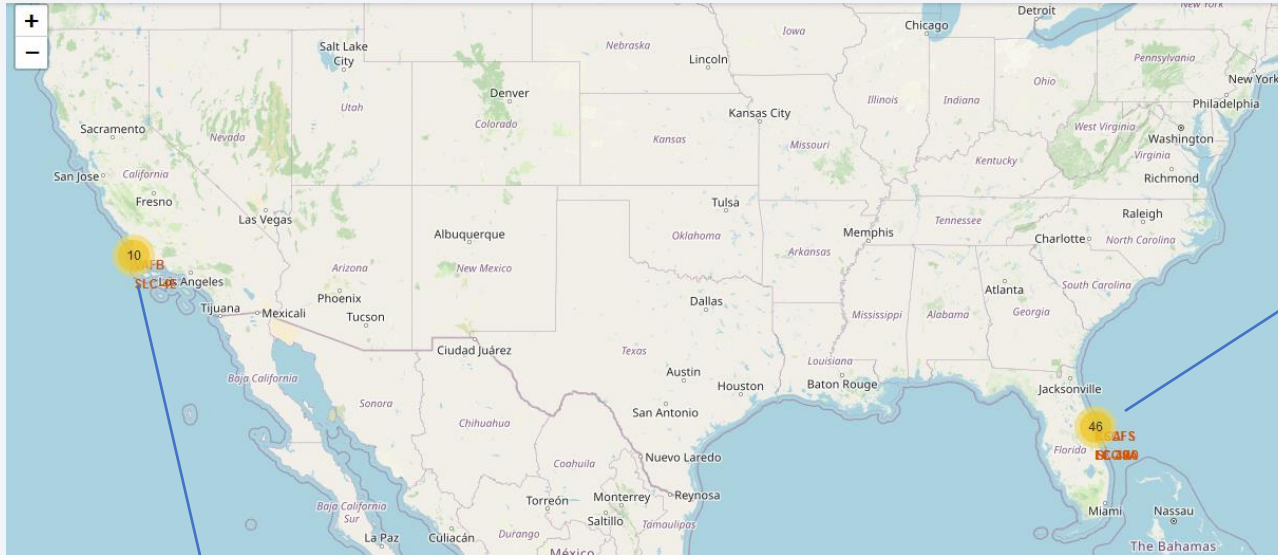 +
−
New York
Detroit
Chicago
Iowa
Salt Lake
City
Nebraska
Lincoln
Pennsylvania
New York
Ohio
Denver
Utah
Illinois
Indiana
Philadelphia
Kansas City
Colorado
Sacramento
Nevada
Kansas
Missouri
West Virginia
Washington
Virginia
San Jose
California
Kentucky
Richmond
Fresno
Las Vegas
Tulsa
Raleigh
Albuquerque
Oklahoma
Memphis
Tennessee
Charlotte
North Carolina
10
Arizona
New Mexico
Arkansas
Los Angeles
South Carolina
Phoenix
Dallas
Atlanta
Tijuana
Mexicali
Tucson
Mississippi
Alabama
Georgia
Ciudad Juárez
Texas
Louisiana
Baja California
Austin
Houston
Baton Rouge
Jacksonville
Sonora
San Antonio
Chihuahua
46
Florida
Nuevo Laredo
Coahuila
Baja California
Sur
Torreón
Monterrey
Reynosa
Miami
Nassau
Saltillo
Tamaulipas
Durango
La Paz
Culiacán
México
The Bahamas